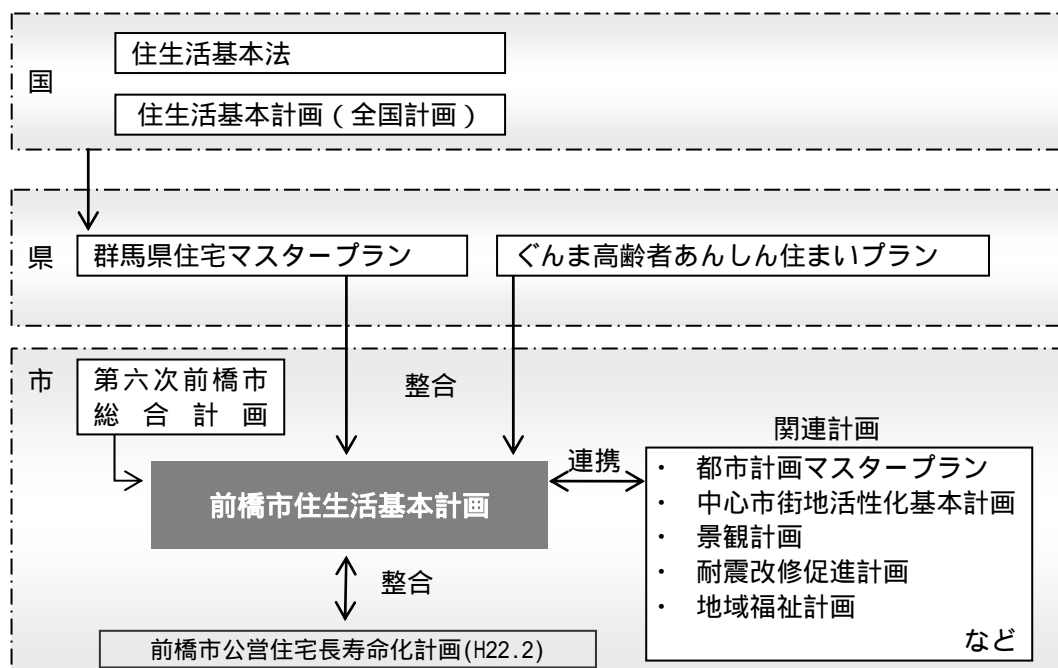 国
住生活基本法
住生活基本計画（全国計画）
県
群馬県住宅マスタープラン
ぐんま高齢者あんしん住まいプラン
市
第六次前橋市
総合計画
整合
関連計画
連携
前橋市住生活基本計画
・ 都市計画マスタープラン
・ 中心市街地活性化基本計画
・ 景観計画
・ 耐震改修促進計画
・ 地域福祉計画
など
整合
前橋市公営住宅長寿命化計画(H22.2)